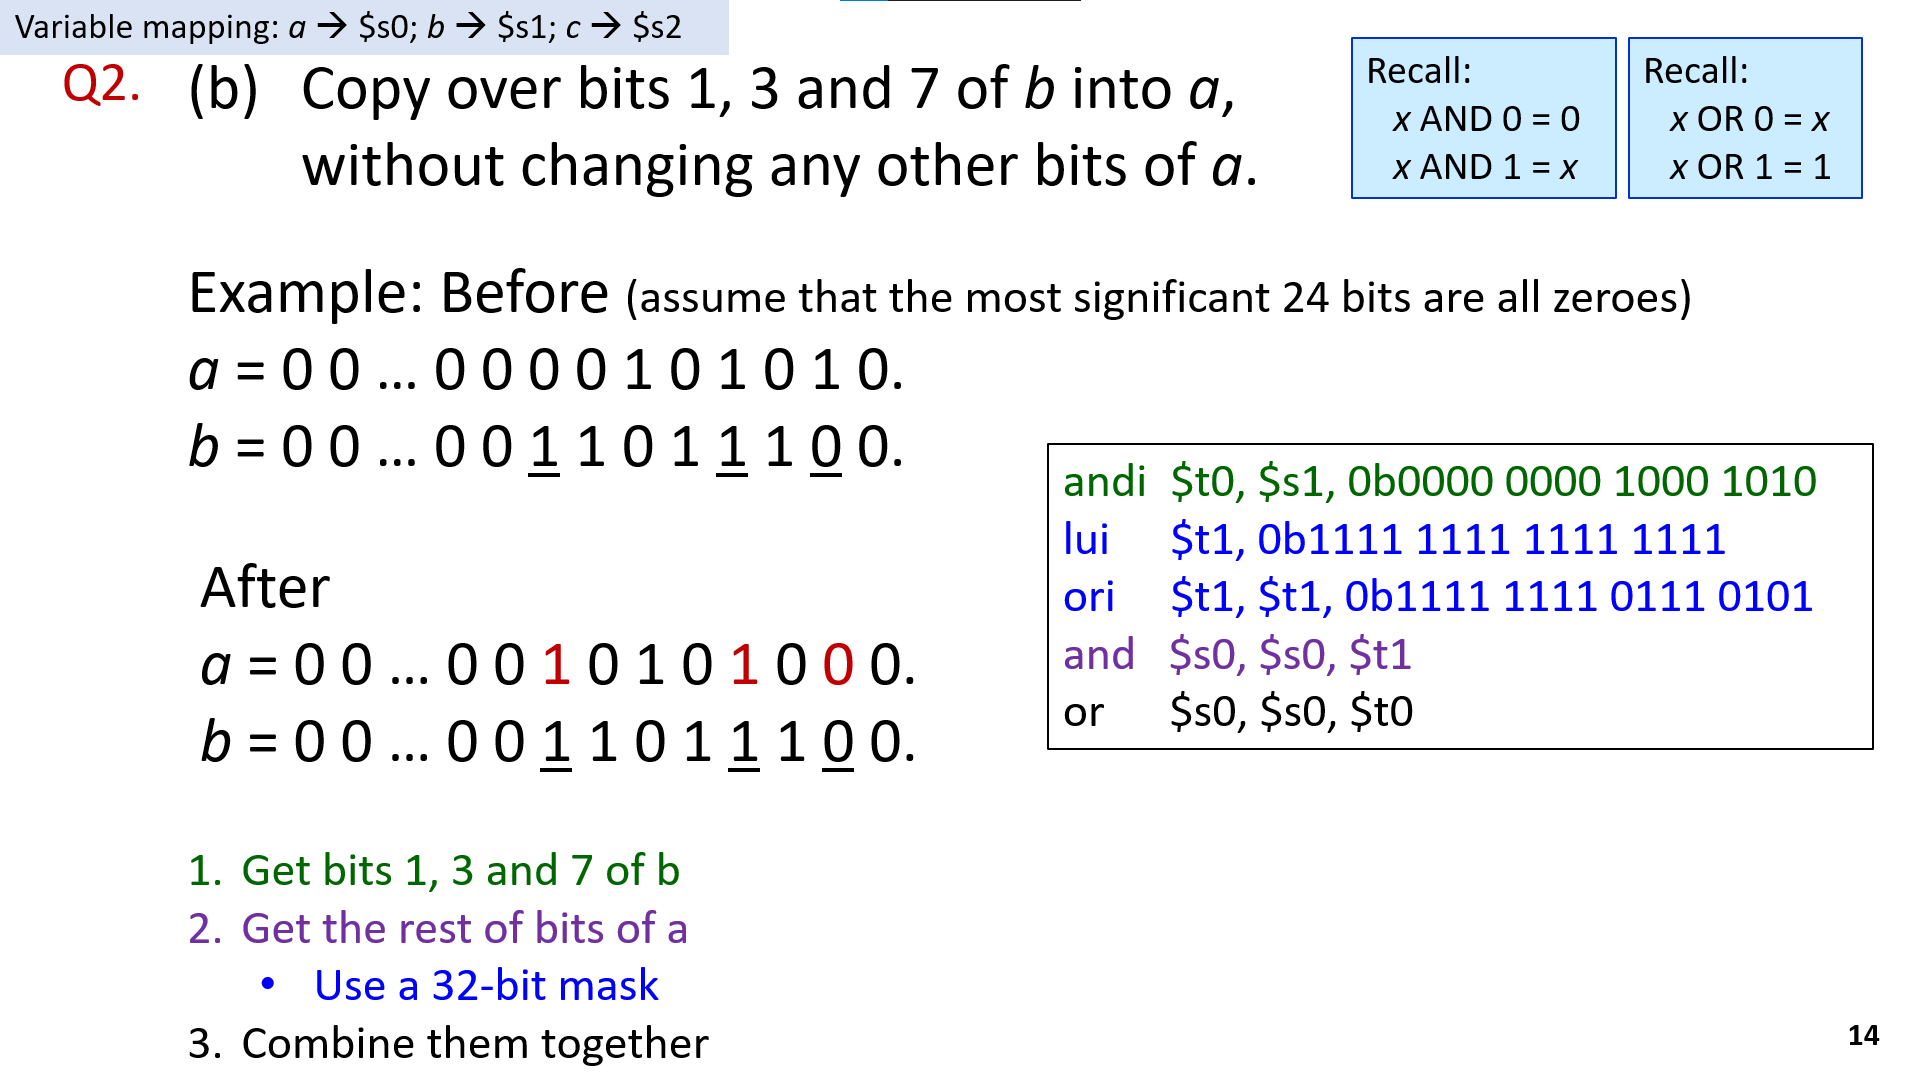 Variable mapping: a → $s0; b → $s1; c → $s2
Q2. (b) Copy over bits 1, 3 and 7 of b into a,
without changing any other bits of a.
Recall:
x AND 0 = 0
x AND 1 = x
Recall:
x OR 0 = x
x OR 1 = 1
Example: Before (assume that the most significant 24 bits are all zeroes)
a = 0 0 ... 0 0 0 0 1 0 1 0 1 0.
b = 0 0 ... 0 0 1 1 0 1 1 1 0 0.
After
a = 0 0 ... 0 0 1 0 1 0 1 0 0 0.
b = 0 0 ... 0 0 1 1 0 1 1 1 0 0.
andi $t0, $s1, 0b0000 0000 1000 1010
lui $t1, 0b1111 1111 1111 1111
ori $t1, $t1, 0b1111 1111 0111 0101
and $s0, $s0, $t1
or $s0, $s0, $t0
1. Get bits 1, 3 and 7 of b
2. Get the rest of bits of a
• Use a 32-bit mask
3. Combine them together
14